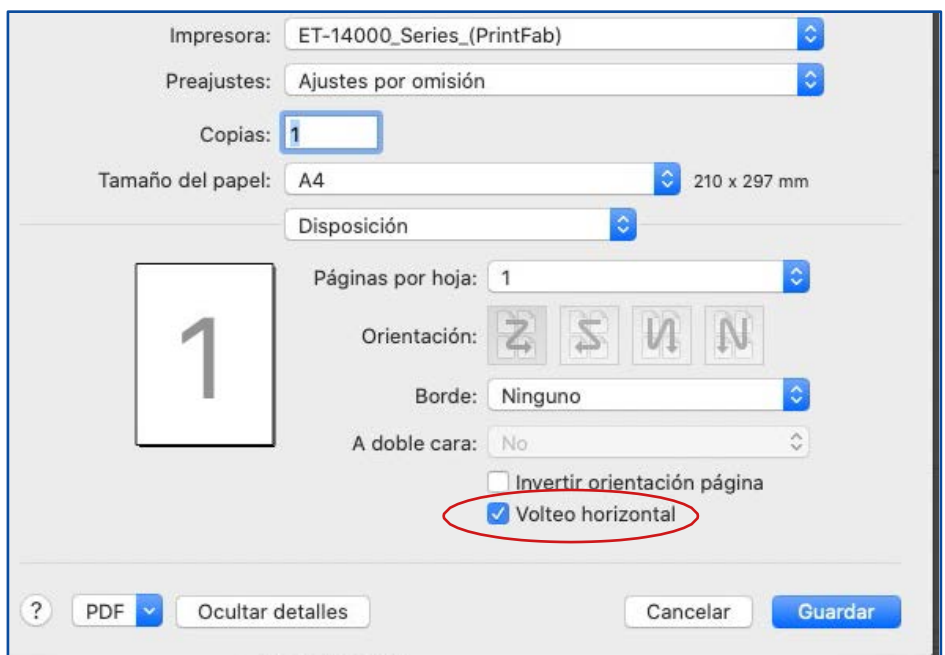 Impresora: ET-14000_Series_(PrintFab)
Preajustes: Ajustes por omisión
Copias: 1
Tamaño del papel: A4 210 x 297 mm
Disposición
1
Páginas por hoja: 1
Orientación:
Borde: Ninguno
A doble cara: No
Invertir orientación página
Volteo horizontal
? PDF Ocultar detalles Cancelar Guardar